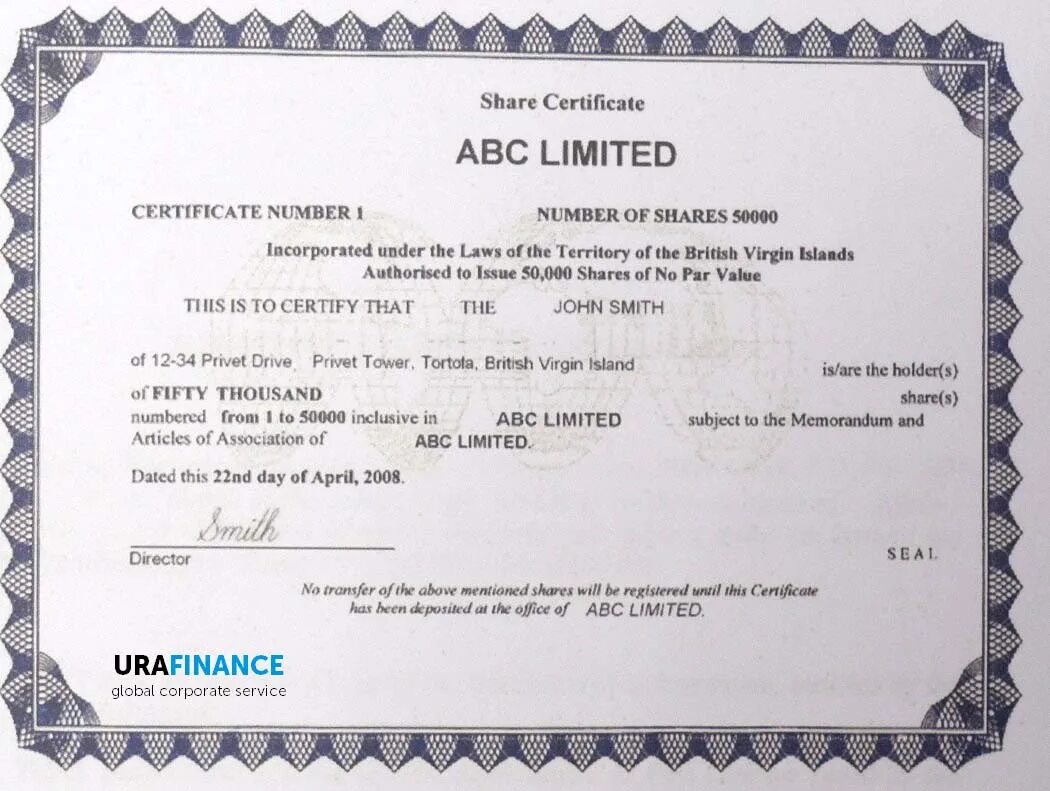 Share Certificate
ABC LIMITED
CERTIFICATE NUMBER 1 NUMBER OF SHARES 50000
Incorporated under the Laws of the Territory of the British Virgin Islands
Authorised to Issue 50,000 Shares of No Par Value
THIS IS TO CERTIFY THAT THE JOHN SMITH
of 12-34 Privet Drive Privet Tower, Tortola, British Virgin Island
is/are the holder(s)
of FIFTY THOUSAND share(s)
numbered from 1 to 50000 inclusive in ABC LIMITED subject to the Memorandum and
Articles of Association of ABC LIMITED.
Dated this 22nd day of April, 2008.
Smith
Director
SEAL
No transfer of the above mentioned shares will be registered until this Certificate
has been deposited at the office of ABC LIMITED.
URAFINANCE
global corporate service